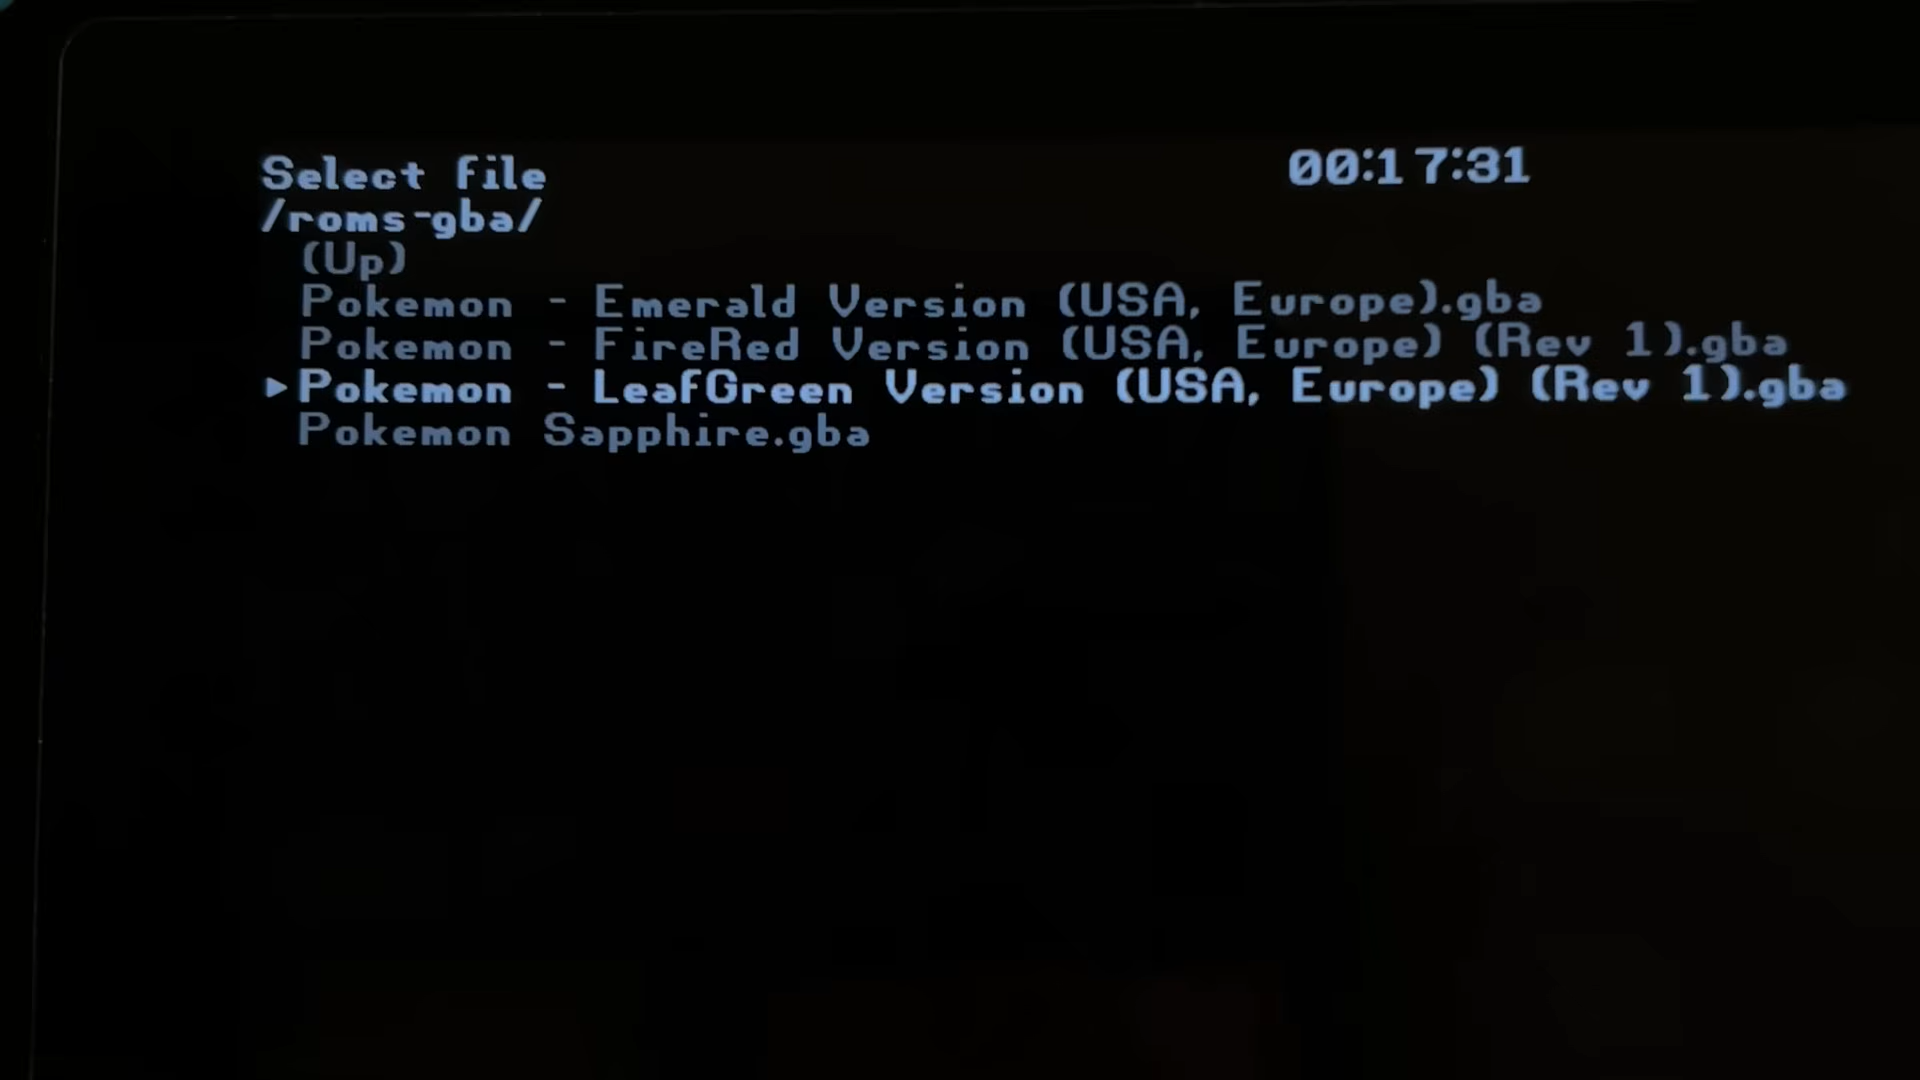 Select file
00:17:31
/roms-gba/
(Up)
Pokemon - Emerald Version (USA, Europe).gba
Pokemon - FireRed Version (USA, Europe) (Rev 1).gba
▶Pokemon - LeafGreen Version (USA, Europe) (Rev 1).gba
Pokemon Sapphire.gba